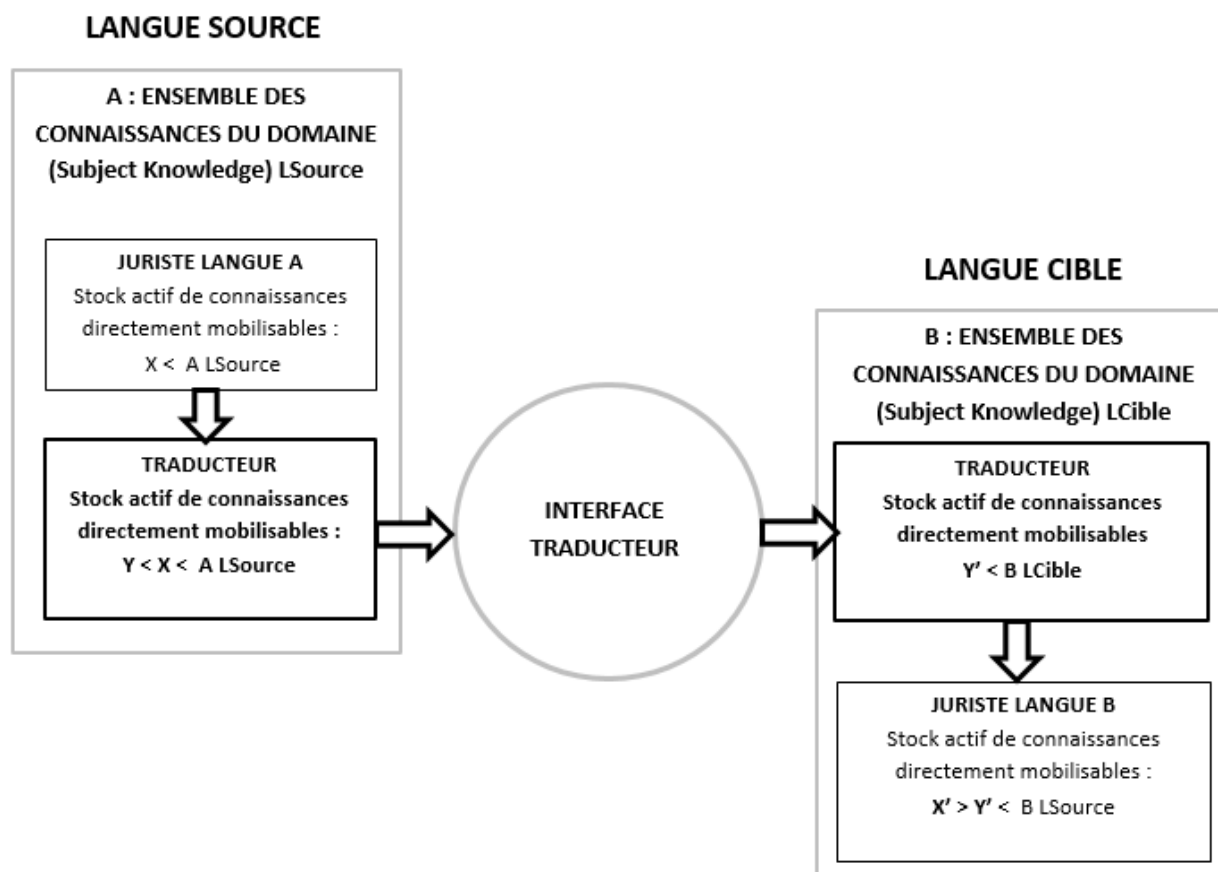 LANGUE SOURCE
A : ENSEMBLE DES
CONNAISSANCES DU DOMAINE
(Subject Knowledge) LSource
JURISTE LANGUE A
Stock actif de connaissances
directement mobilisables :
X < A LSource
TRADUCTEUR
Stock actif de connaissances
directement mobilisables :
Y < X < A LSource
INTERFACE
TRADUCTEUR
LANGUE CIBLE
B : ENSEMBLE DES
CONNAISSANCES DU DOMAINE
(Subject Knowledge) LCible
TRADUCTEUR
Stock actif de connaissances
directement mobilisables
Y’ < B LCible
JURISTE LANGUE B
Stock actif de connaissances
directement mobilisables :
X’ > Y’ < B LSource